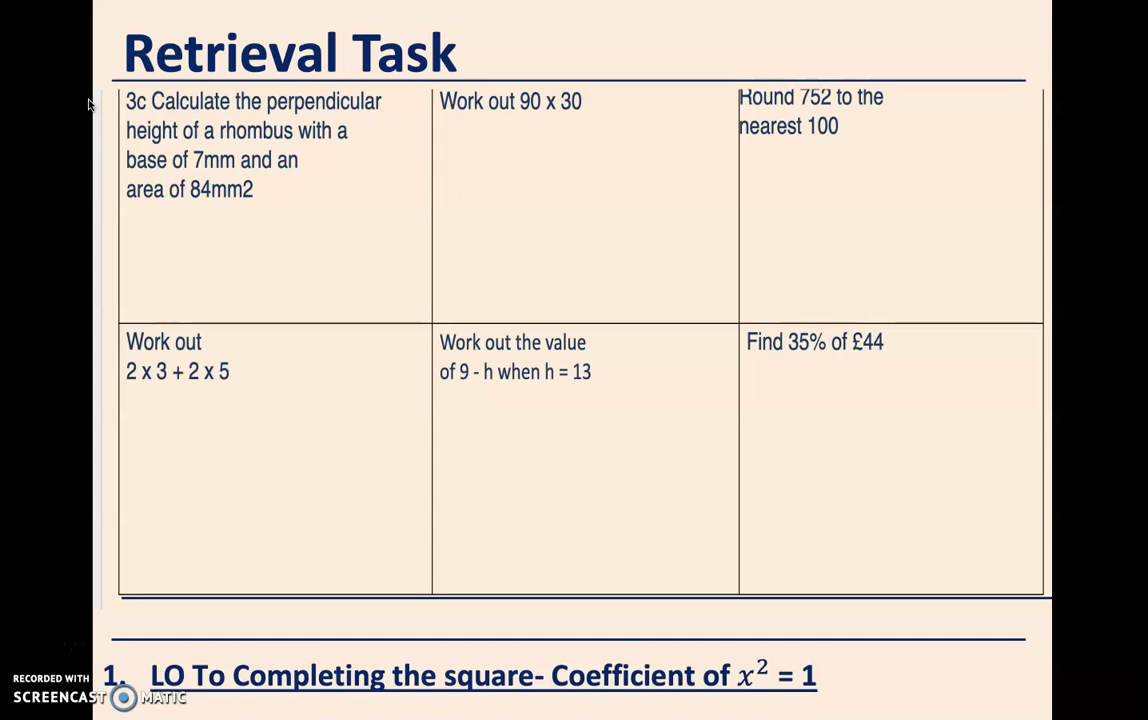 Retrieval Task
3c Calculate the perpendicular
height of a rhombus with a
base of 7mm and an
area of 84mm2
Work out 90 x 30
Round 752 to the
nearest 100
Work out
2 x 3 + 2 x 5
Work out the value
of 9 - h when h = 13
Find 35% of £44
1. LO To Completing the square- Coefficient of x² = 1
RECORDED WITH
SCREENCAST MATIC